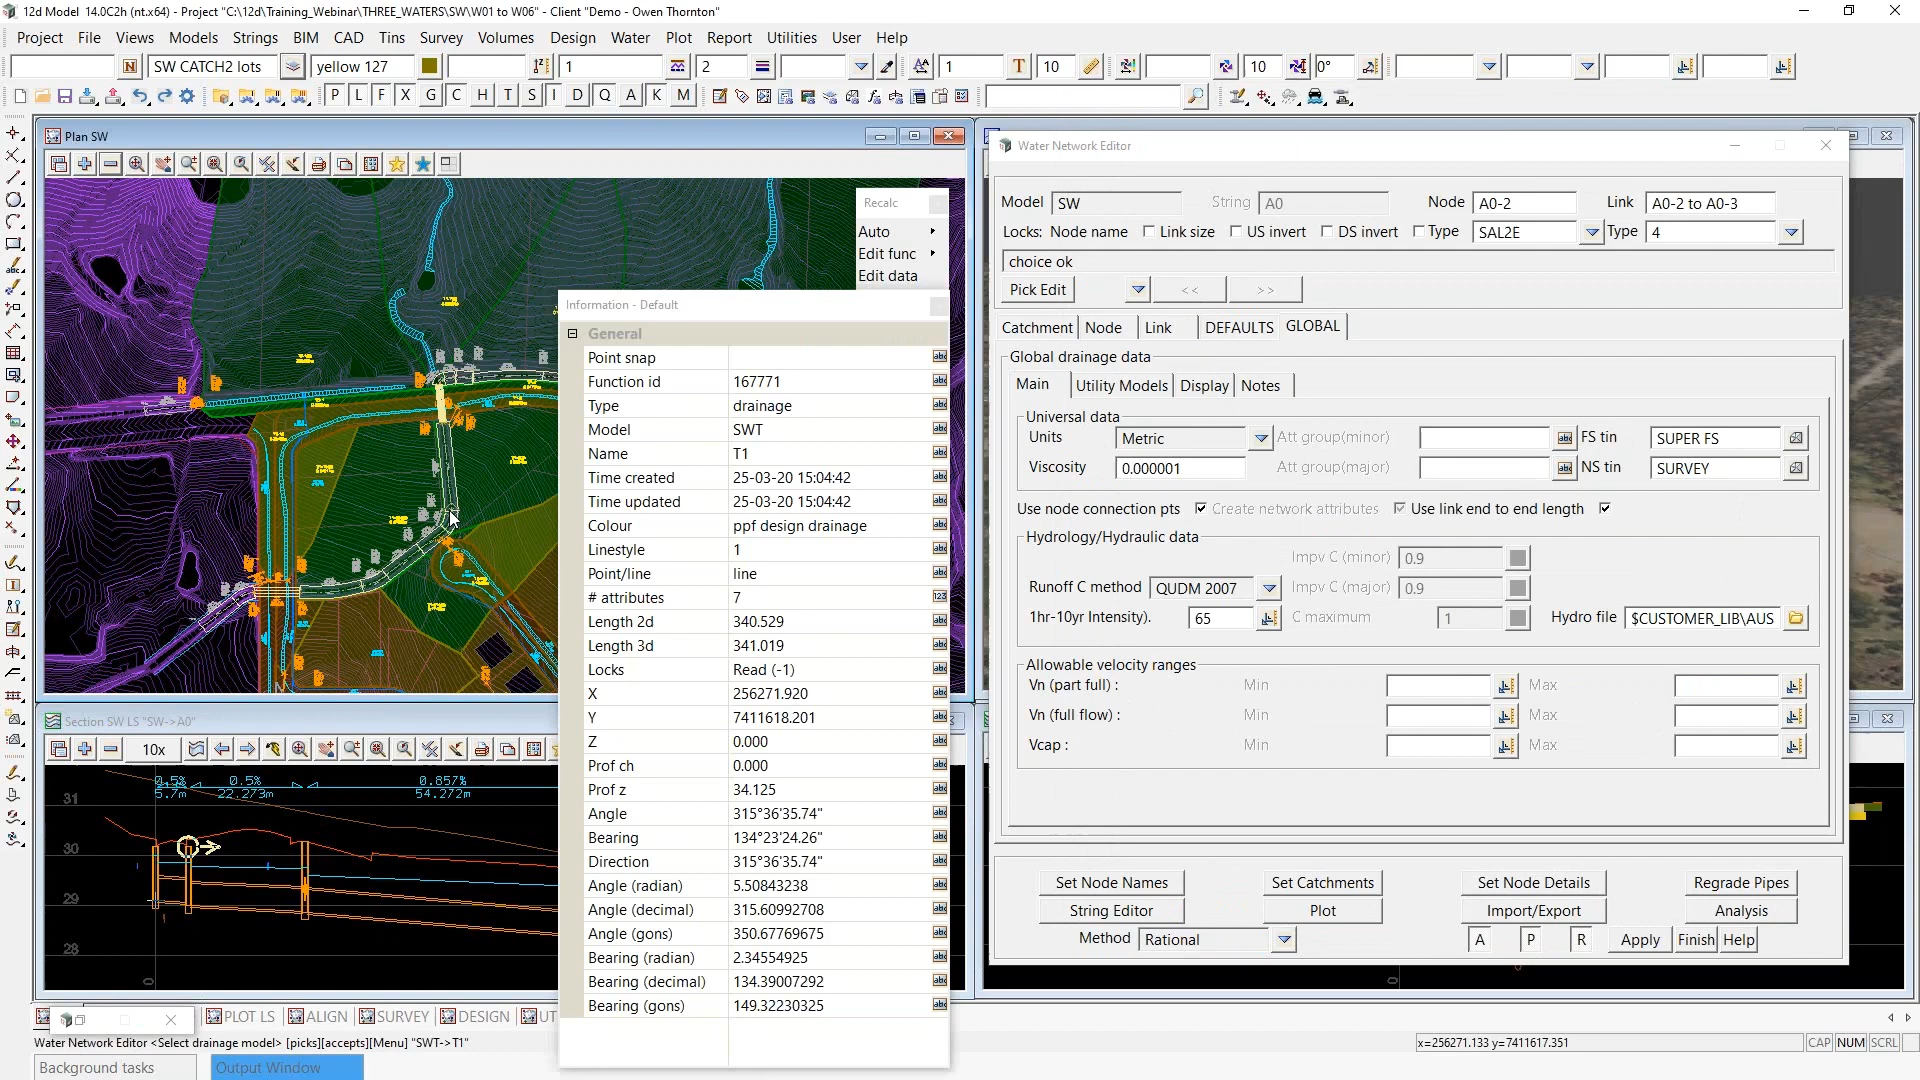 12d Model 14.0C2h (nt.x64) - Project "C:\12d\Training_Webinar\THREE_WATERS\SW\W01 to W06" - Client "Demo - Owen Thornton"
Project File Views Models Strings BIM CAD Tins Survey Volumes Design Water Plot Report Utilities User Help
SW CATCH2 lots yellow 127 1 2 1 10 10 0°
P L F X G C H T S I D Q A K M
Plan SW
Recalc
Auto
Edit func
Edit data
Information - Default
General
Point snap
Function id 167771
Type drainage
Model SWT
Name T1
Time created 25-03-20 15:04:42
Time updated 25-03-20 15:04:42
Colour ppf design drainage
Linestyle 1
Point/line line
# attributes 7
Length 2d 340.529
Length 3d 341.019
Locks Read (-1)
X 256271.920
Y 7411618.201
Z 0.000
Prof ch 0.000
Prof z 34.125
Angle 315°36'35.74"
Bearing 134°23'24.26"
Direction 315°36'35.74"
Angle (radian) 5.50843238
Angle (decimal) 315.60992708
Angle (gons) 350.67769675
Bearing (radian) 2.34554925
Bearing (decimal) 134.39007292
Bearing (gons) 149.32230325
Section SW LS "SW->A0"
10x
0.5% 0.5% 0.857%
5.7m 22.273m 54.272m
31
30
29
28
0
Water Network Editor
Model SW String A0 Node A0-2 Link A0-2 to A0-3
Locks: Node name Link size US invert DS invert Type SAL2E Type 4
choice ok
Pick Edit << >>
Catchment Node Link DEFAULTS GLOBAL
Global drainage data
Main Utility Models Display Notes
Universal data
Units Metric Att group(minor) FS tin SUPER FS
Viscosity 0.000001 Att group(major) NS tin SURVEY
Use node connection pts Create network attributes Use link end to end length
Hydrology/Hydraulic data
Impv C (minor) 0.9
Runoff C method QUDM 2007 Impv C (major) 0.9
1hr-10yr Intensity). 65 C maximum 1 Hydro file $CUSTOMER_LIB\AUS
Allowable velocity ranges
Vn (part full) : Min Max
Vn (full flow) : Min Max
Vcap : Min Max
Set Node Names Set Catchments Set Node Details Regrade Pipes
String Editor Plot Import/Export Analysis
Method Rational A P R Apply Finish Help
0
PLOT LS ALIGN SURVEY DESIGN UT
Water Network Editor <Select drainage model> [picks][accepts][Menu] "SWT->T1"
x=256271.133 y=7411617.351 CAP NUM SCRL
Background tasks Output Window